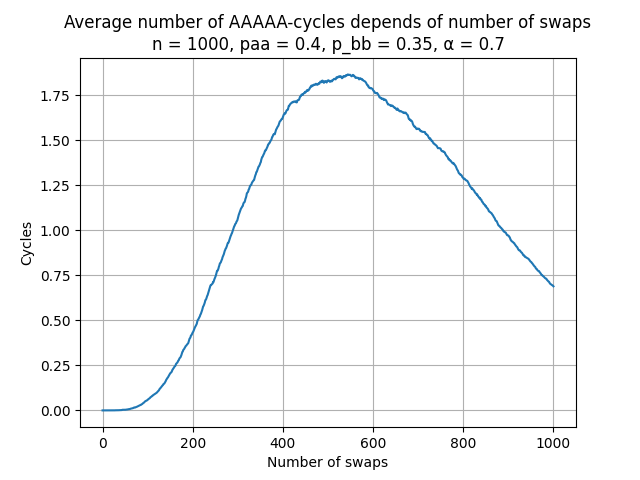 Average number of AAAAA-cycles depends of number of swaps
n = 1000, paa = 0.4, p_bb = 0.35, α = 0.7
1.75
1.50
1.25
1.00
0.75
0.50
0.25
0.00
Cycles
0 200 400 600 800 1000
Number of swaps